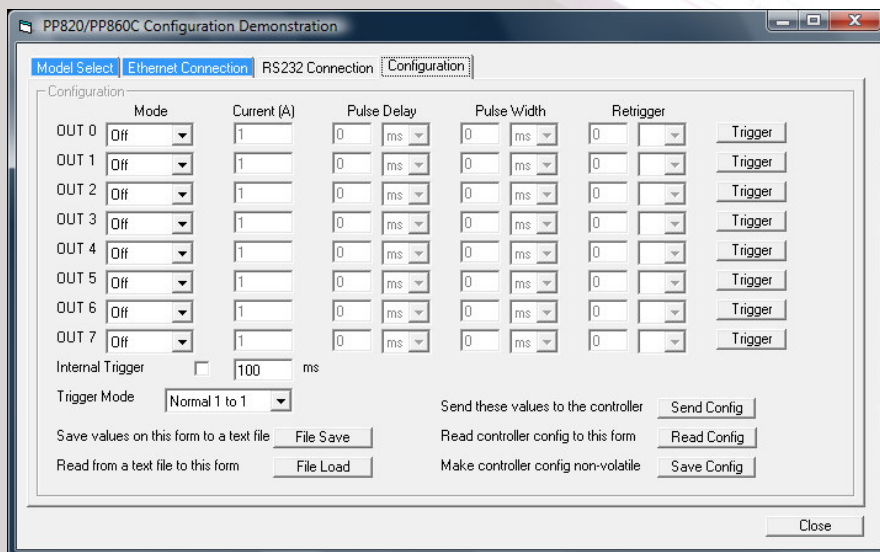 PP820/PP860C Configuration Demonstration
Model Select Ethernet Connection RS232 Connection Configuration
Configuration
Mode Current (A) Pulse Delay Pulse Width Retrigger
OUT 0 Off 1 0 ms 0 ms 0 Trigger
OUT 1 Off 1 0 ms 0 ms 0 Trigger
OUT 2 Off 1 0 ms 0 ms 0 Trigger
OUT 3 Off 1 0 ms 0 ms 0 Trigger
OUT 4 Off 1 0 ms 0 ms 0 Trigger
OUT 5 Off 1 0 ms 0 ms 0 Trigger
OUT 6 Off 1 0 ms 0 ms 0 Trigger
OUT 7 Off 1 0 ms 0 ms 0 Trigger
Internal Trigger 100 ms
Trigger Mode Normal 1 to 1
Send these values to the controller Send Config
Save values on this form to a text file File Save
Read controller config to this form Read Config
Read from a text file to this form File Load
Make controller config non-volatile Save Config
Close